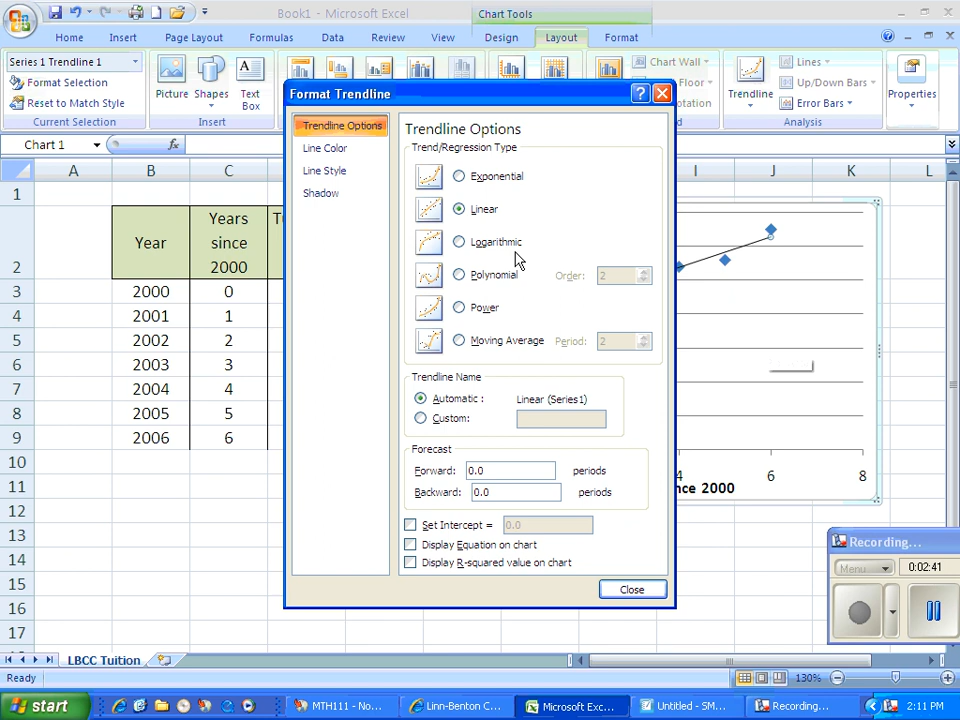 Book1 - Microsoft Excel
Chart Tools
Home
Insert
Page Layout
Formulas
Data
Review
View
Design
Layout
Format
Series 1 Trendline 1
Format Selection
Reset to Match Style
Current Selection
Picture
Shapes
Text
Box
Insert
Chart Wall
Floor
Rotation
Trendline
Lines
Up/Down Bars
Error Bars
Analysis
Properties
Chart 1
fx
A
B
C
I
J
K
L
1
2
3
4
5
6
7
8
9
10
11
12
13
14
15
16
17
Year
Years
since
2000
2000 0
2001 1
2002 2
2003 3
2004 4
2005 5
2006 6
4 6 8
nce 2000
Format Trendline
Trendline Options
Line Color
Line Style
Shadow
Trendline Options
Trend/Regression Type
Exponential
Linear
Logarithmic
Polynomial Order: 2
Power
Moving Average Period: 2
Trendline Name
Automatic : Linear (Series1)
Custom:
Forecast
Forward: 0.0 periods
Backward: 0.0 periods
Set Intercept = 0.0
Display Equation on chart
Display R-squared value on chart
Close
Recording...
Menu
0:02:41
LBCC Tuition
Ready
130%
start
MTH111 - No...
Linn-Benton C...
Microsoft Exc...
Untitled - SM...
Recording...
2:11 PM